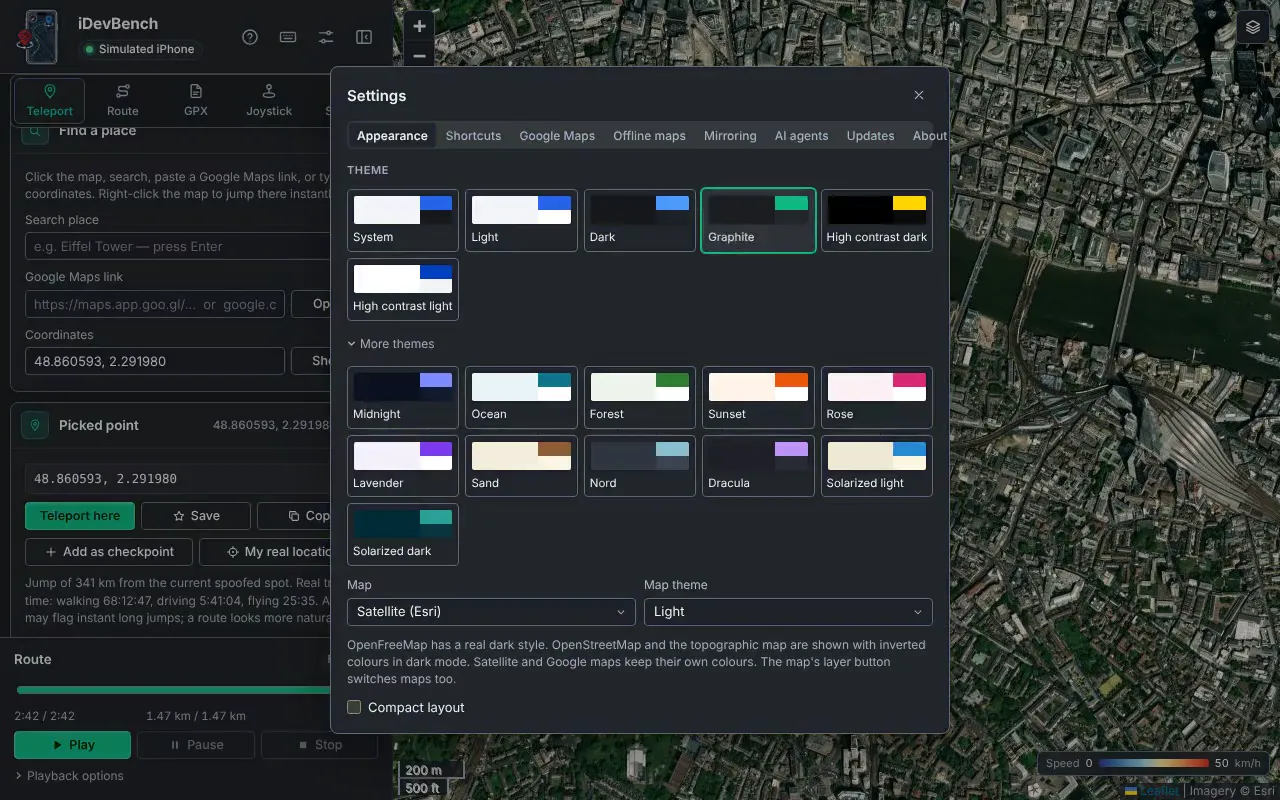 iDevBench
Simulated iPhone
Teleport
Route
GPX
Joystick
Find a place
Click the map, search, paste a Google Maps link, or
coordinates. Right-click the map to jump there
Search place
e.g. Eiffel Tower — press Enter
Google Maps link
https://maps.app.goo.gl/... or google.c
Coordinates
48.860593, 2.291980
Picked point
48.860593, 2.29198
48.860593, 2.291980
Teleport here
Save
Add as checkpoint
My real
Jump of 341 km from the current spoofed spot. Real
time: walking 68:12:47, driving 5:41:04, flying 25:35.
may flag instant long jumps; a route looks more
Route
2:42 / 2:42
1.47 km / 1.47 km
Play
Pause
Stop
Playback options
Settings
Appearance
Shortcuts
Google Maps
Offline maps
Mirroring
AI agents
Updates
About
THEME
System
Light
Dark
Graphite
High contrast dark
High contrast light
More themes
Midnight
Ocean
Forest
Sunset
Rose
Lavender
Sand
Nord
Dracula
Solarized light
Solarized dark
Map
Map theme
Satellite (Esri)
Light
OpenFreeMap has a real dark style. OpenStreetMap and the topographic map are shown with inverted
colours in dark mode. Satellite and Google maps keep their own colours. The map's layer button
switches maps too.
Compact layout
+
−
200 m
500 ft
Speed 0
50 km/h
Leaflet | Imagery © Esri